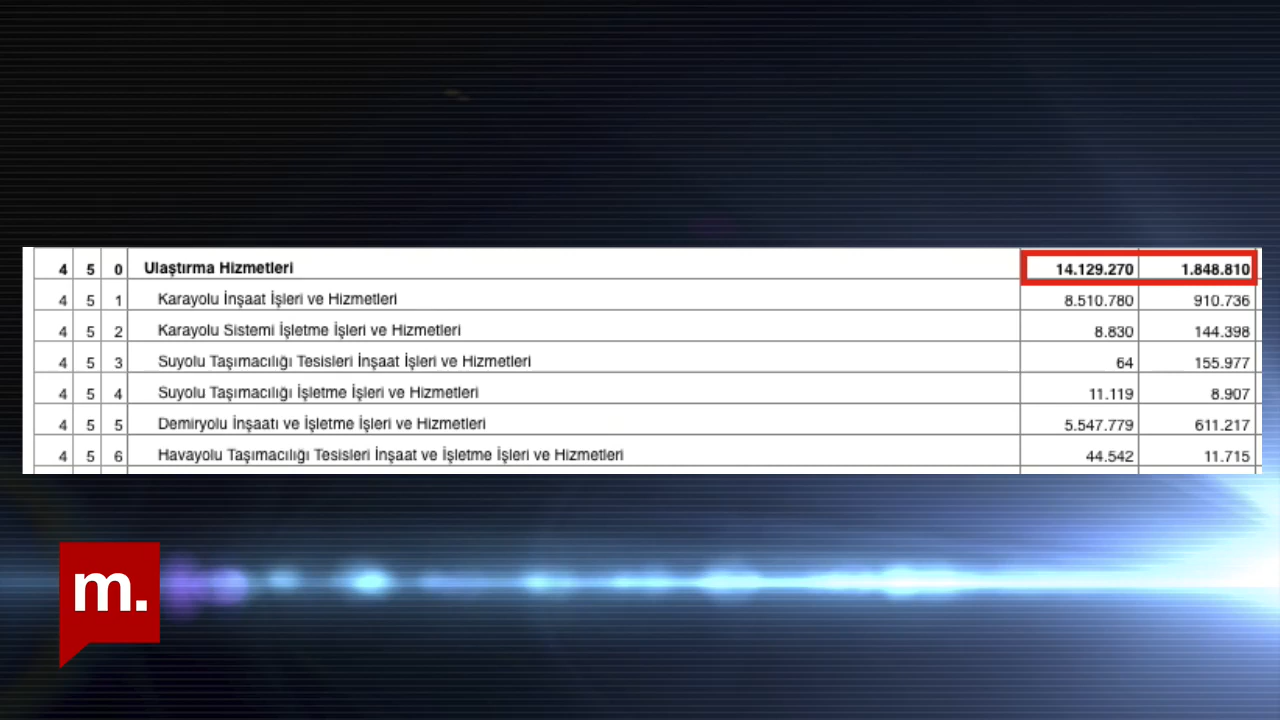 4 5 0 Ulaştırma Hizmetleri 14.129.270 1.848.810
4 5 1 Karayolu İnşaat İşleri ve Hizmetleri 8.510.780 910.736
4 5 2 Karayolu Sistemi İşletme İşleri ve Hizmetleri 8.830 144.398
4 5 3 Suyolu Taşımacılığı Tesisleri İnşaat İşleri ve Hizmetleri 64 155.977
4 5 4 Suyolu Taşımacılığı İşletme İşleri ve Hizmetleri 11.119 8.907
4 5 5 Demiryolu İnşaatı ve İşletme İşleri ve Hizmetleri 5.547.779 611.217
4 5 6 Havayolu Taşımacılığı Tesisleri İnşaat ve İşletme İşleri ve Hizmetleri 44.542 11.715
m.